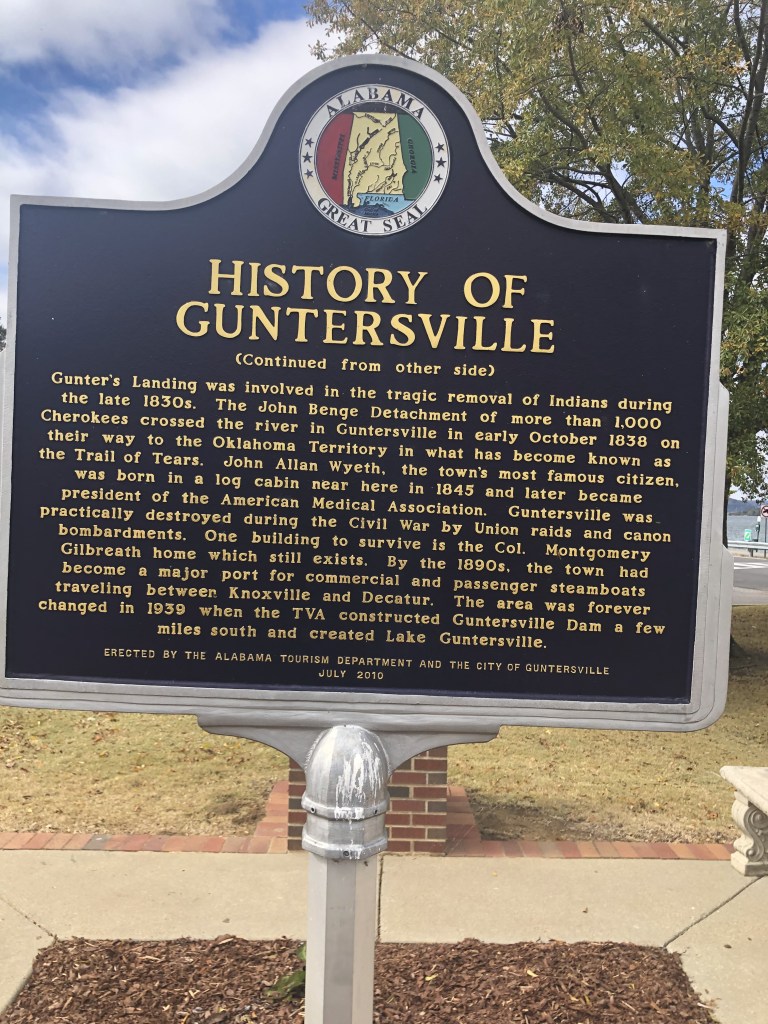 ALABAMA
MISSISSIPPI
GEORGIA
FLORIDA
GREAT SEAL
HISTORY OF
GUNTERSVILLE
(Continued from other side)
Gunter's Landing was involved in the tragic removal of Indians during
the late 1830s. The John Benge Detachment of more than 1,000
Cherokees crossed the river in Guntersville in early October 1838 on
their way to the Oklahoma Territory in what has become known as
the Trail of Tears. John Allan Wyeth, the town's most famous citizen,
was born in a log cabin near here in 1845 and later became
president of the American Medical Association. Guntersville was
practically destroyed during the Civil War by Union raids and canon
bombardments. One building to survive is the Col. Montgomery
Gilbreath home which still exists. By the 1890s, the town had
become a major port for commercial and passenger steamboats
traveling between Knoxville and Decatur. The area was forever
changed in 1939 when the TVA constructed Guntersville Dam a few
miles south and created Lake Guntersville.
ERECTED BY THE ALABAMA TOURISM DEPARTMENT AND THE CITY OF GUNTERSVILLE
JULY 2010